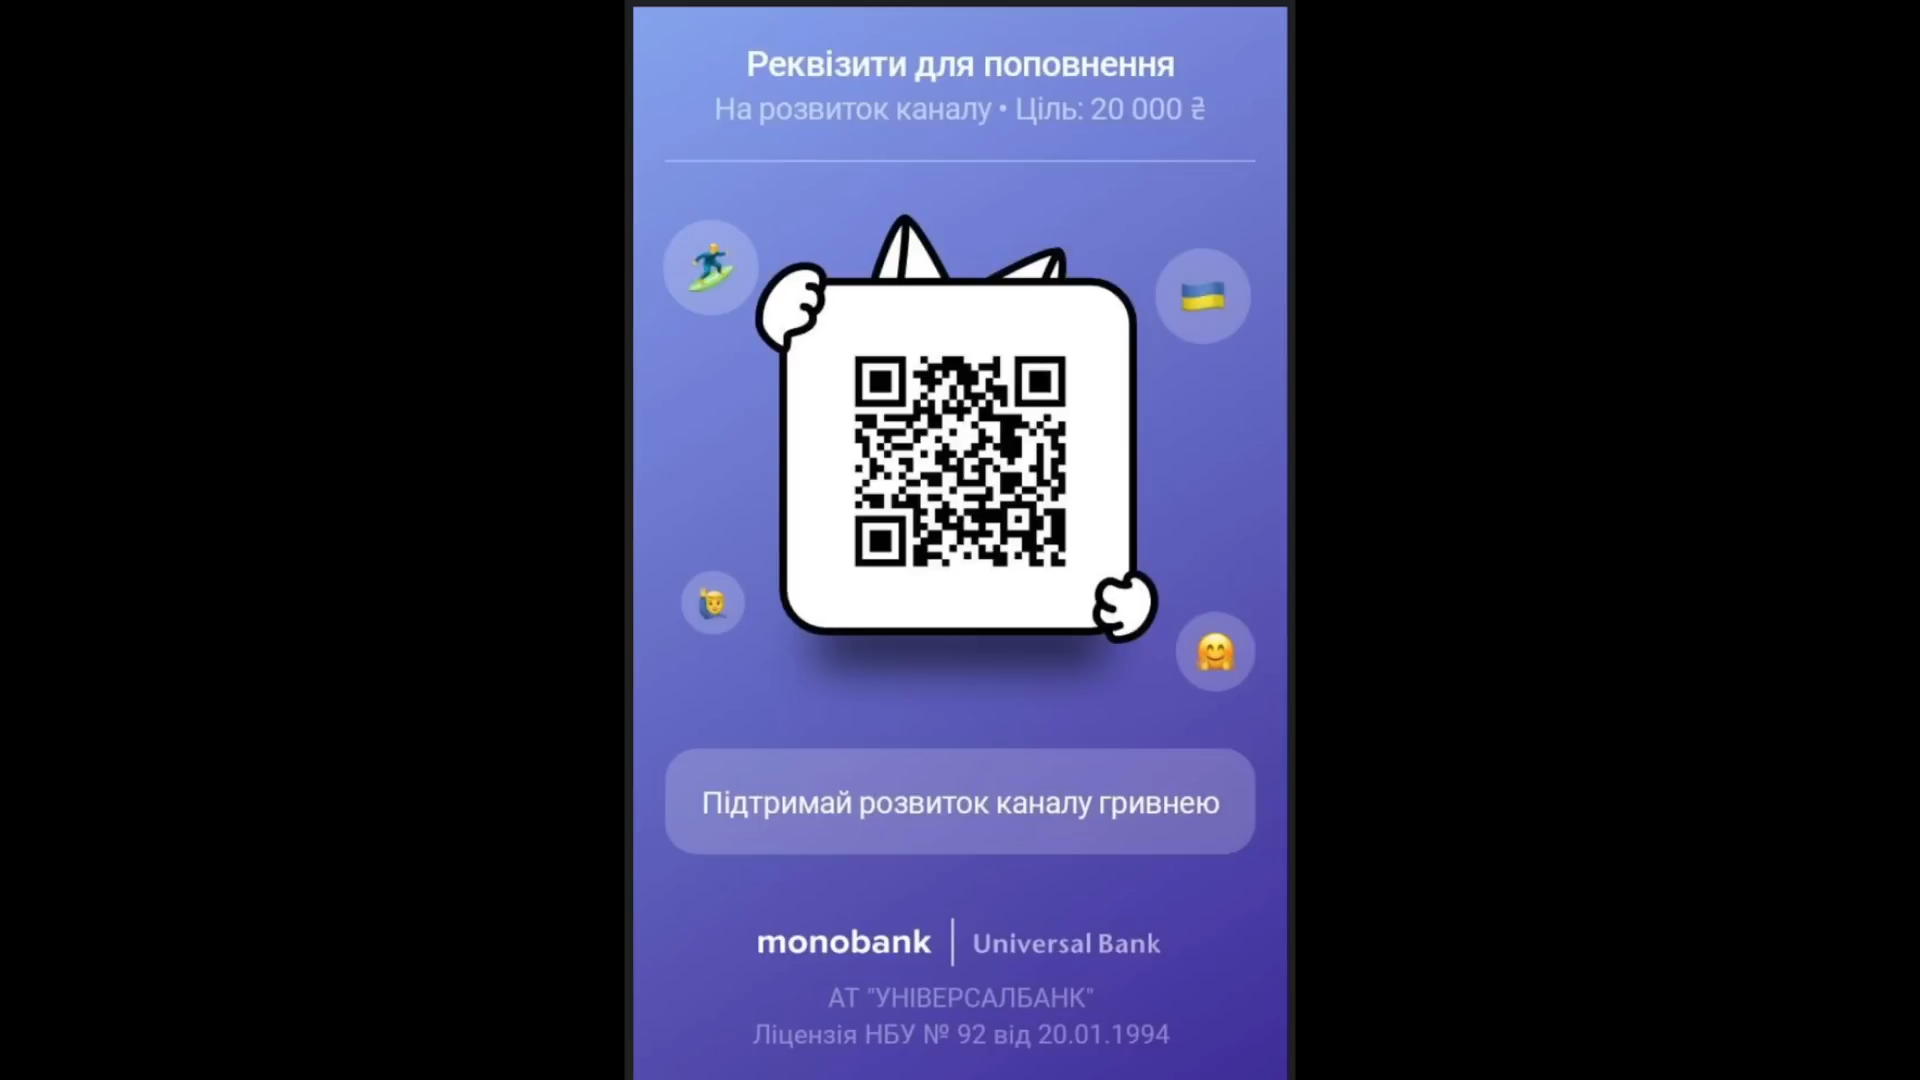 Реквізити для поповнення
На розвиток каналу • Ціль: 20 000 ₴
Підтримай розвиток каналу гривнею
monobank | Universal Bank
АТ "УНІВЕРСАЛБАНК"
Ліцензія НБУ № 92 від 20.01.1994